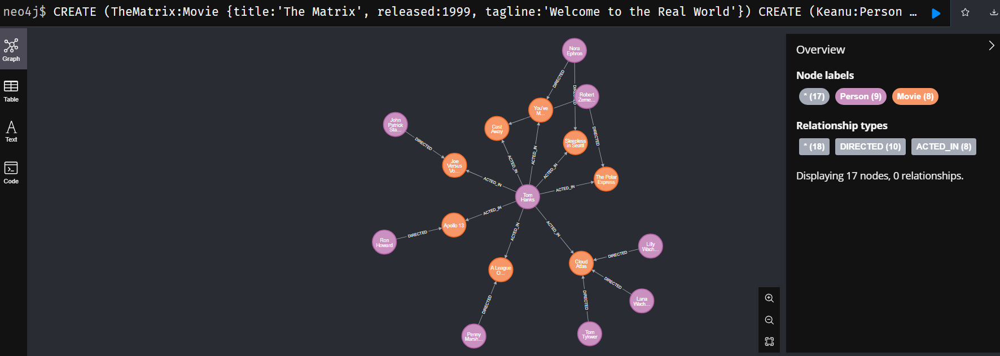 neo4j$ CREATE (TheMatrix:Movie {title:'The Matrix', released:1999, tagline:'Welcome to the Real World'}) CREATE (Keanu:Person …
Graph
Table
Text
Code
Nora
Ephron
DIRECTED
DIRECTED
Robert
Zeme...
You've
M...
John
Patrick
Sta...
Cast
Away
DIRECTED
DIRECTED
Sleepless
in Seattl
ACTED_IN
ACTED_IN
ACTED_IN
Joe
Versus
Vo...
ACTED_IN
The Polar
Express
ACTED_IN
Tom
Hanks
ACTED_IN
Apollo 13
DIRECTED
Ron
Howard
ACTED_IN
ACTED_IN
Lilly
Wach...
DIRECTED
Cloud
Atlas
A League
O...
DIRECTED
Lana
Wach...
DIRECTED
DIRECTED
Penny
Marsh...
Tom
Tykwer
Overview
Node labels
* (17) Person (9) Movie (8)
Relationship types
* (18) DIRECTED (10) ACTED_IN (8)
Displaying 17 nodes, 0 relationships.